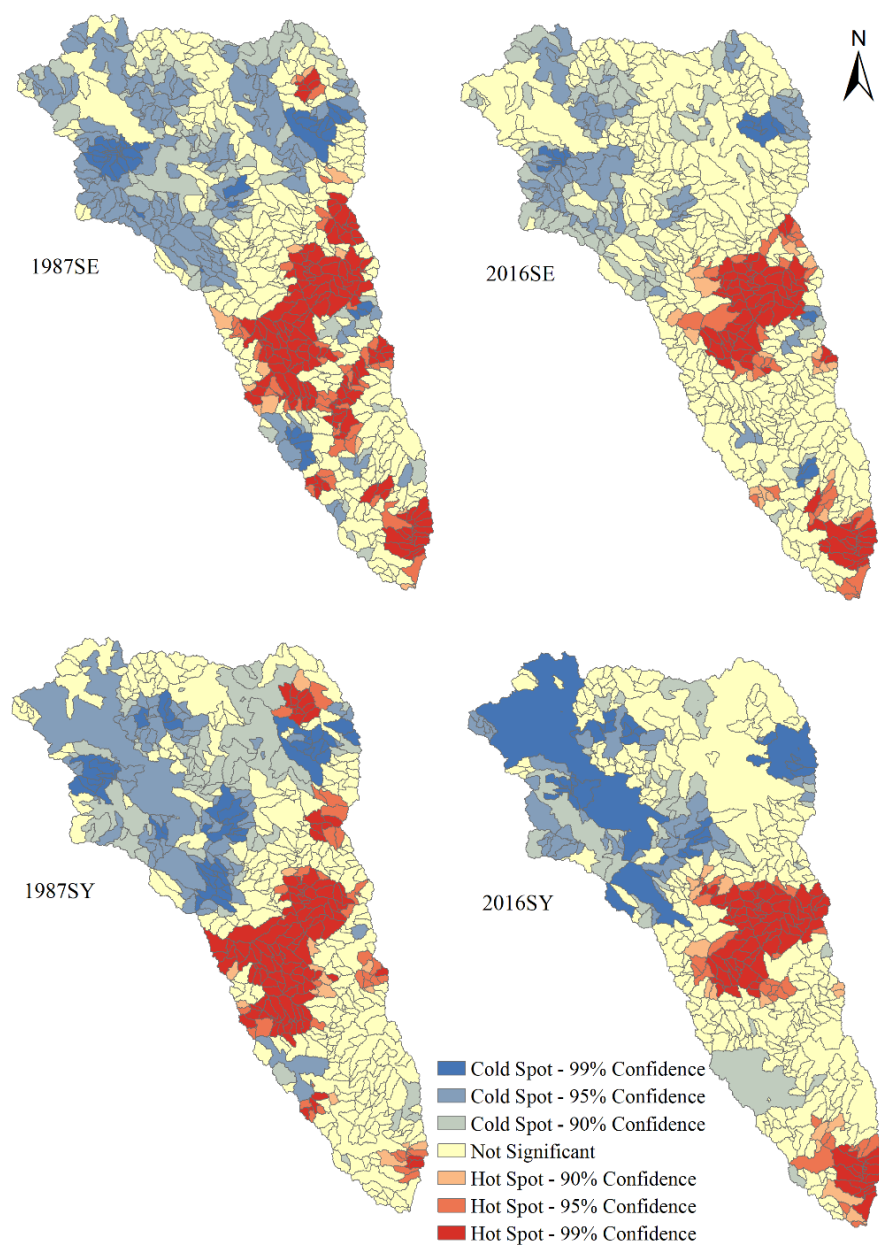 N
1987SE
2016SE
1987SY
2016SY
Cold Spot - 99% Confidence
Cold Spot - 95% Confidence
Cold Spot - 90% Confidence
Not Significant
Hot Spot - 90% Confidence
Hot Spot - 95% Confidence
Hot Spot - 99% Confidence